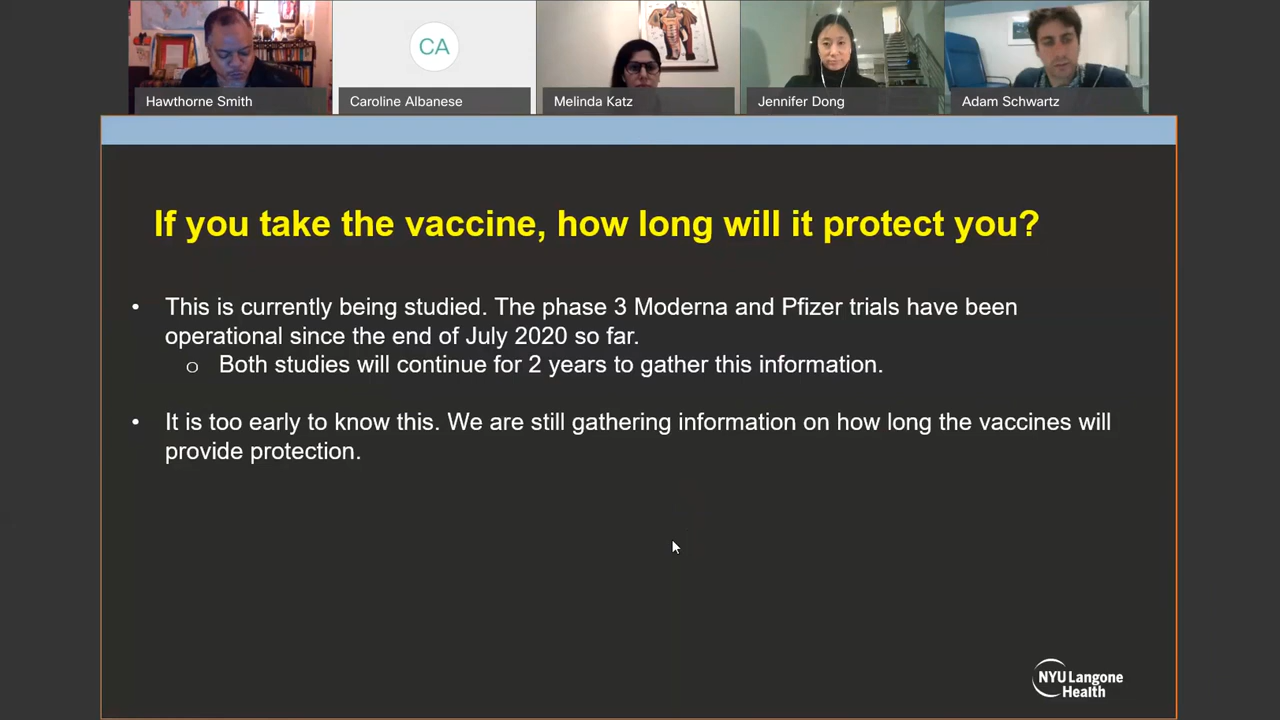 CA
Hawthorne Smith
Caroline Albanese
Melinda Katz
Jennifer Dong
Adam Schwartz
If you take the vaccine, how long will it protect you?
• This is currently being studied. The phase 3 Moderna and Pfizer trials have been
operational since the end of July 2020 so far.
o Both studies will continue for 2 years to gather this information.
• It is too early to know this. We are still gathering information on how long the vaccines will
provide protection.
NYU Langone
Health